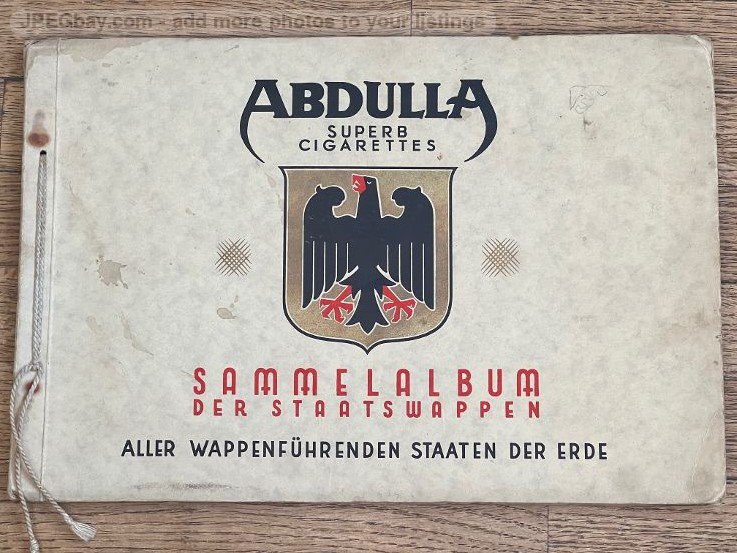 JPEGbay.com - add more photos to your listings
ABDULLA
SUPERB
CIGARETTES
SAMMELALBUM
DER STAATSWAPPEN
ALLER WAPPENFÜHRENDEN STAATEN DER ERDE